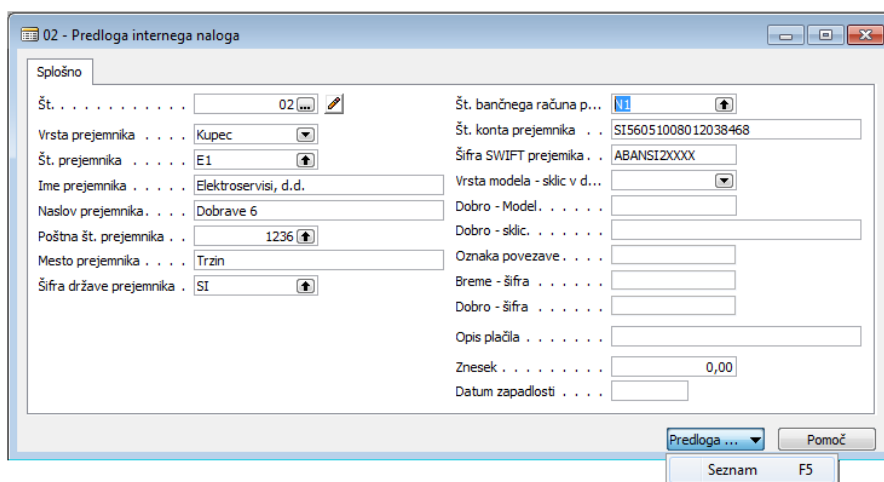 02 - Predloga internega naloga
Splošno
Št. . . . . . . . . . . . 02 ...
Vrsta prejemnika . . . . Kupec
Št. prejemnika . . . . . E1
Ime prejemnika . . . . . Elektroservisi, d.d.
Naslov prejemnika. . . . Dobrave 6
Poštna št. prejemnika . . 1236
Mesto prejemnika . . . . Trzin
Šifra države prejemnika . SI
Št. bančnega računa p... N1
Št. konta prejemnika . . SI56051008012038468
Šifra SWIFT prejemika. . ABANSI2XXXX
Vrsta modela - sklic v d...
Dobro - Model. . . . . .
Dobro - sklic. . . . . . .
Oznaka povezave . . . .
Breme - šifra . . . . . .
Dobro - šifra . . . . . .
Opis plačila . . . . . . .
Znesek . . . . . . . . . 0,00
Datum zapadlosti . . . .
Predloga ... Pomoč
Seznam F5